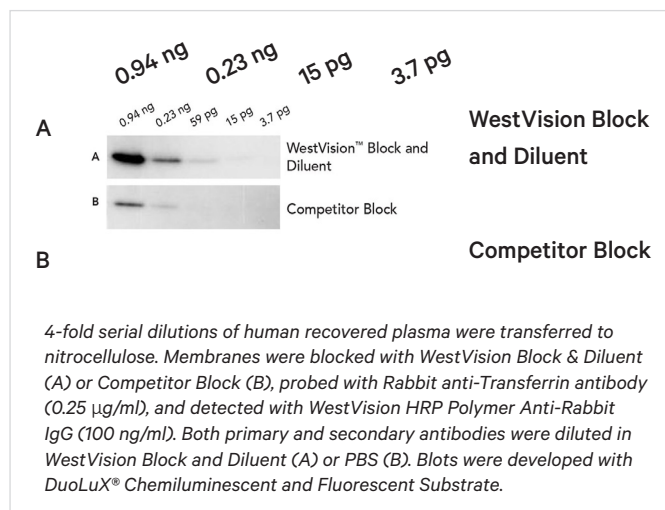 0.94 ng 0.23 ng 15 pg 3.7 pg
0.94 ng 0.23 ng 59 pg 15 pg 3.7 pg
A
WestVision Block
and Diluent
A
WestVision™ Block and
Diluent
B
Competitor Block
B
Competitor Block
4-fold serial dilutions of human recovered plasma were transferred to
nitrocellulose. Membranes were blocked with WestVision Block & Diluent
(A) or Competitor Block (B), probed with Rabbit anti-Transferrin antibody
(0.25 μg/ml), and detected with WestVision HRP Polymer Anti-Rabbit
IgG (100 ng/ml). Both primary and secondary antibodies were diluted in
WestVision Block and Diluent (A) or PBS (B). Blots were developed with
DuoLuX® Chemiluminescent and Fluorescent Substrate.